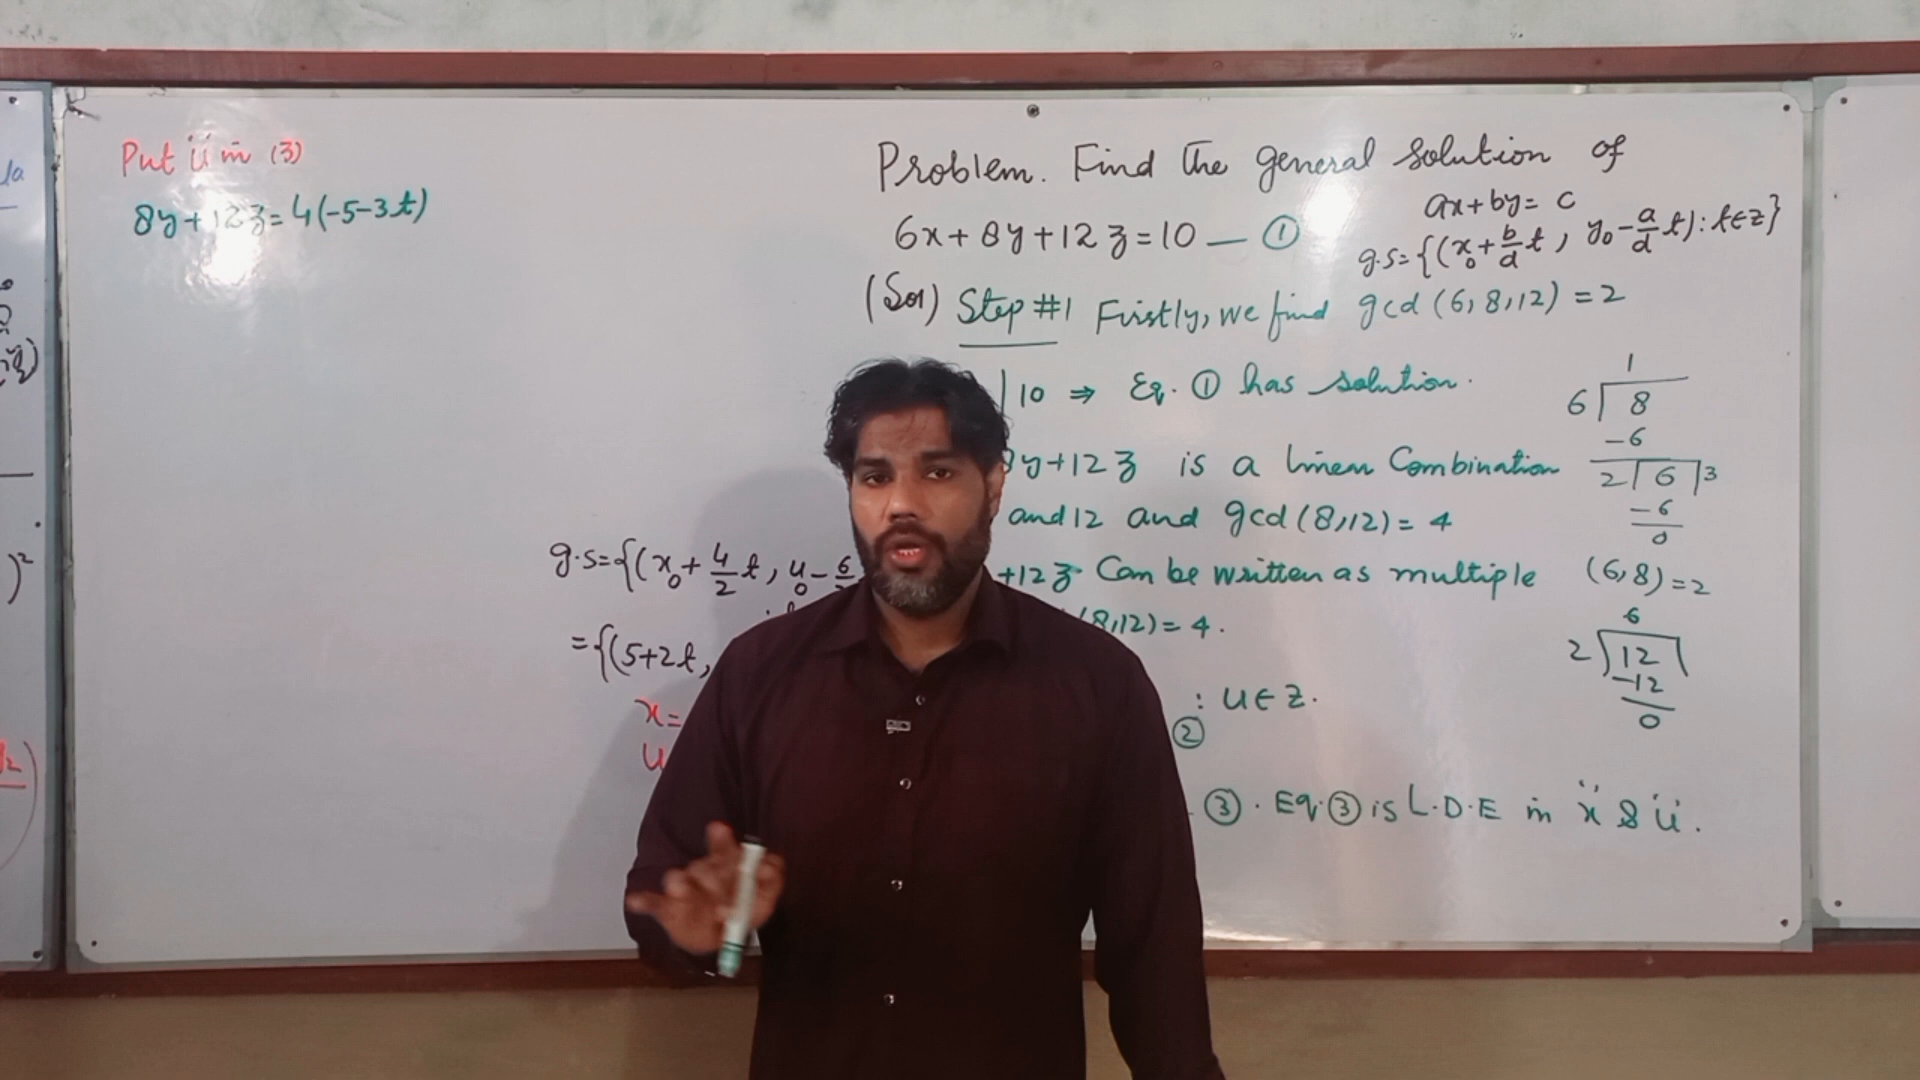 Put u in (3)
8y+12z=4(-5-3t)
Problem. Find the general solution of
6x+8y+12z=10 — ①
ax+by=c
g.s={(x₀+b/d t, y₀-a/d t): t∈Z}
(Sol) Step #1 Firstly, we find gcd(6,8,12)=2
|10 ⇒ Eq. ① has solution.
8y+12z is a linear Combination
and 12 and gcd(8,12)=4
+12z Can be written as multiple
(8,12)=4.
: u∈Z.
②
③. Eq.③ is L.D.E in x & u.
1
6 8
-6
2 6 3
-6
0
(6,8)=2
6
2 12
-12
0
g.s={(x₀+4/2 t, u₀-6
={(5+2t,
x=
u